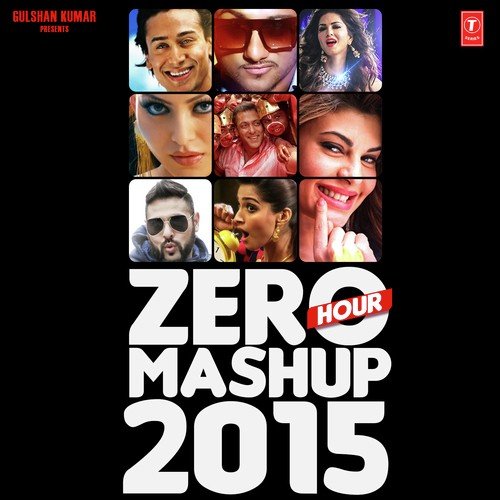 GULSHAN KUMAR
PRESENTS
T
SERIES
ZERO
HOUR
MASHUP
2015